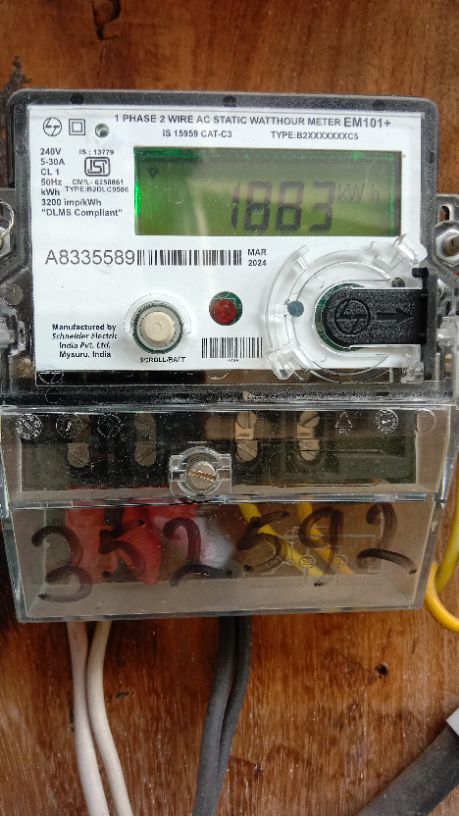 1 PHASE 2 WIRE AC STATIC WATTHOUR METER EM101+
IS 15959 CAT-C3 TYPE:B2XXXXXXXC5
240V
5-30A
CL 1
50Hz
kWh
3200 imp/kWh
"DLMS Compliant"
IS : 13779
CM/L- 6250861
TYPE:B2DLC9506
1883 kWh
A8335589
MAR
2024
Manufactured by
Schneider Electric
India Pvt. Ltd.
Mysuru, India
SCROLL/BATT
352592